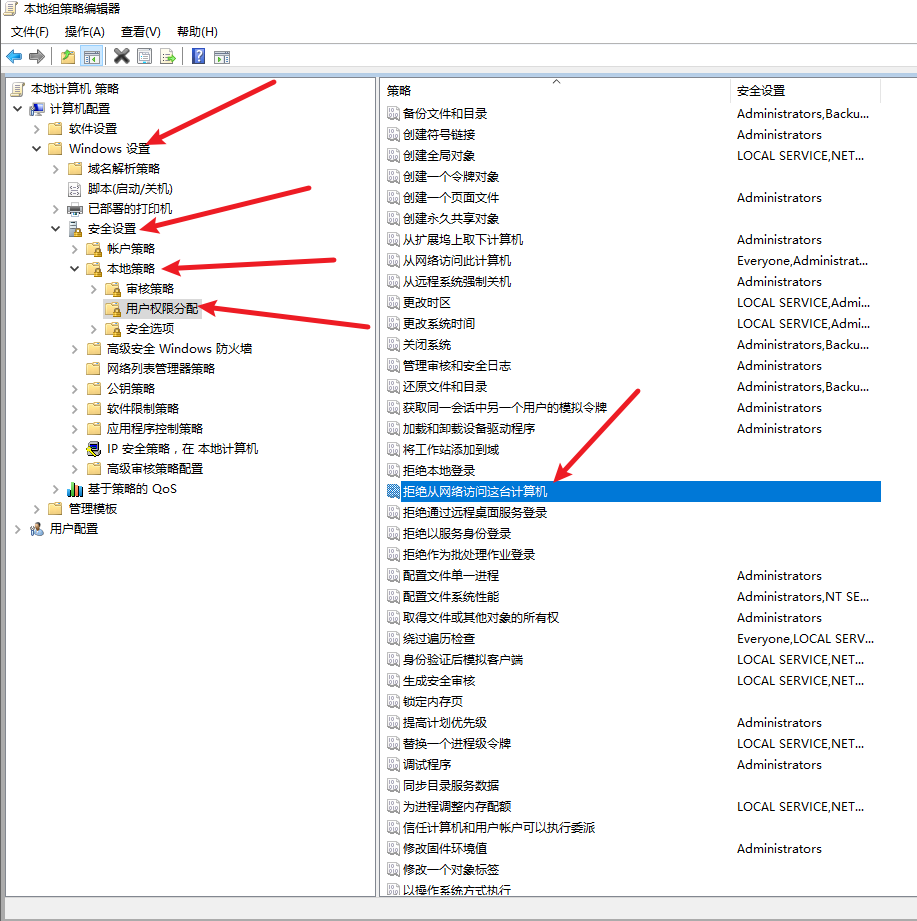 本地组策略编辑器
文件(F) 操作(A) 查看(V) 帮助(H)
本地计算机 策略
计算机配置
软件设置
Windows 设置
域名解析策略
脚本(启动/关机)
已部署的打印机
安全设置
帐户策略
本地策略
审核策略
用户权限分配
安全选项
高级安全 Windows 防火墙
网络列表管理器策略
公钥策略
软件限制策略
应用程序控制策略
IP 安全策略，在 本地计算机
高级审核策略配置
基于策略的 QoS
管理模板
用户配置
策略 安全设置
备份文件和目录 Administrators,Backu...
创建符号链接 Administrators
创建全局对象 LOCAL SERVICE,NET...
创建一个令牌对象
创建一个页面文件 Administrators
创建永久共享对象
从扩展坞上取下计算机 Administrators
从网络访问此计算机 Everyone,Administrat...
从远程系统强制关机 Administrators
更改时区 LOCAL SERVICE,Admi...
更改系统时间 LOCAL SERVICE,Admi...
关闭系统 Administrators,Backu...
管理审核和安全日志 Administrators
还原文件和目录 Administrators,Backu...
获取同一会话中另一个用户的模拟令牌 Administrators
加载和卸载设备驱动程序 Administrators
将工作站添加到域
拒绝本地登录
拒绝从网络访问这台计算机
拒绝通过远程桌面服务登录
拒绝以服务身份登录
拒绝作为批处理作业登录
配置文件单一进程 Administrators
配置文件系统性能 Administrators,NT SE...
取得文件或其他对象的所有权 Administrators
绕过遍历检查 Everyone,LOCAL SERV...
身份验证后模拟客户端 LOCAL SERVICE,NET...
生成安全审核 LOCAL SERVICE,NET...
锁定内存页
提高计划优先级 Administrators
替换一个进程级令牌 LOCAL SERVICE,NET...
调试程序 Administrators
同步目录服务数据
为进程调整内存配额 LOCAL SERVICE,NET...
信任计算机和用户帐户可以执行委派
修改固件环境值 Administrators
修改一个对象标签
以操作系统方式执行